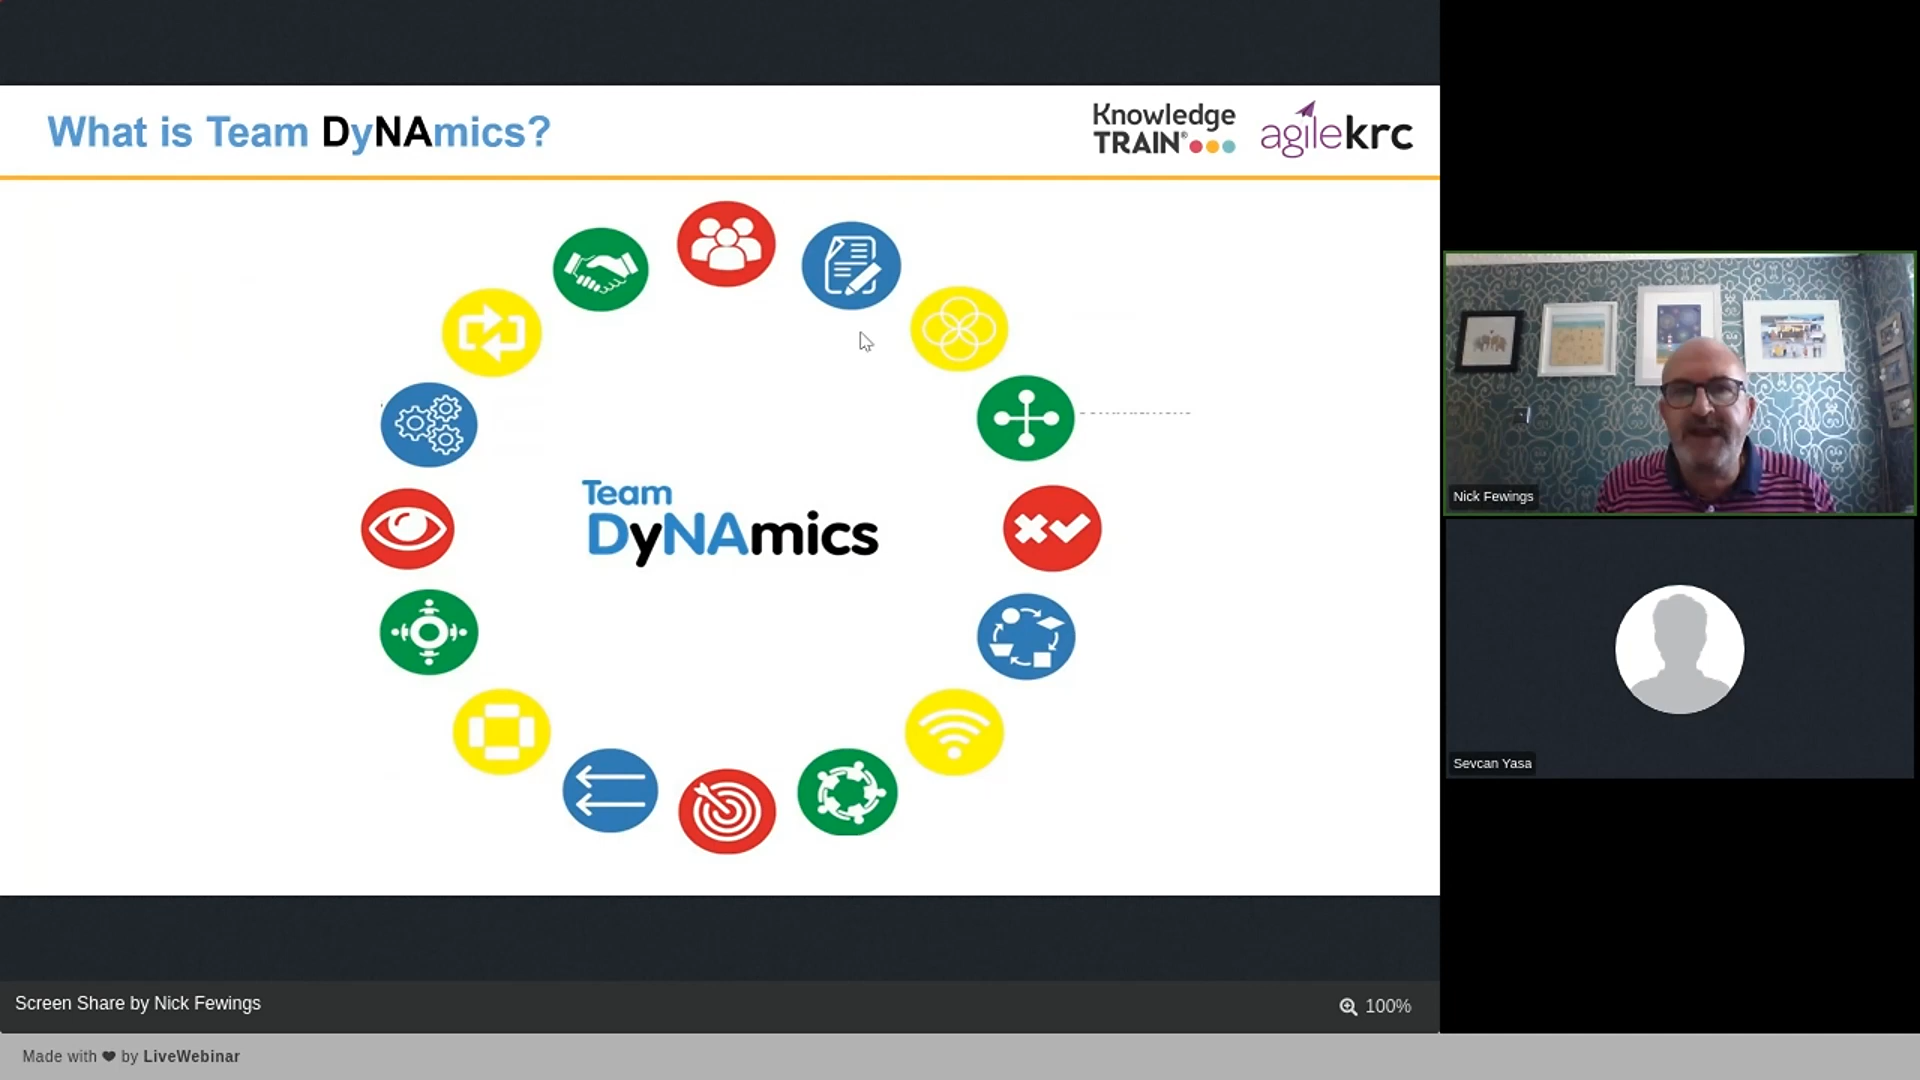 What is Team DyNAmics?
Knowledge
TRAIN®
agilekrc
Team
DyNAmics
Nick Fewings
Sevcan Yasa
Screen Share by Nick Fewings
100%
Made with ❤ by LiveWebinar